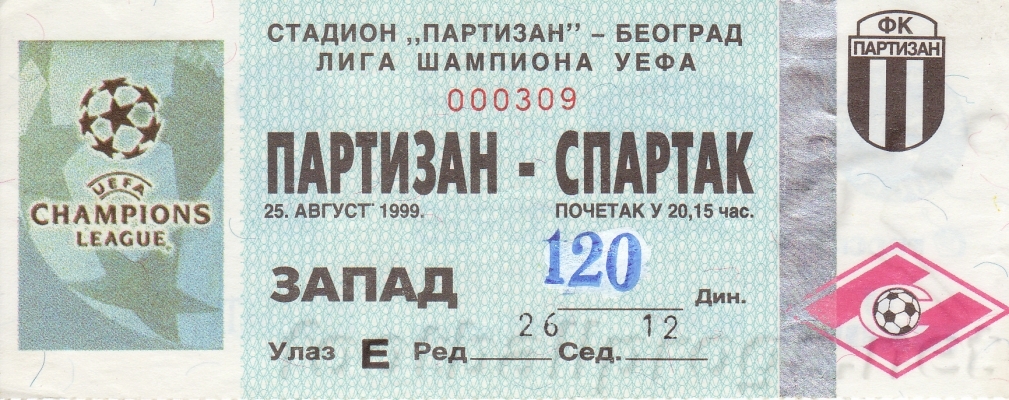 СТАДИОН „ПАРТИЗАН” – БЕОГРАД
ЛИГА ШАМПИОНА УЕФА
000309
ПАРТИЗАН - СПАРТАК
25. АВГУСТ 1999. ПОЧЕТАК У 20,15 час.
ЗАПАД 120 Дин.
Улаз Е Ред 26 Сед. 12
UEFA
CHAMPIONS
LEAGUE
ФК
ПАРТИЗАН
С